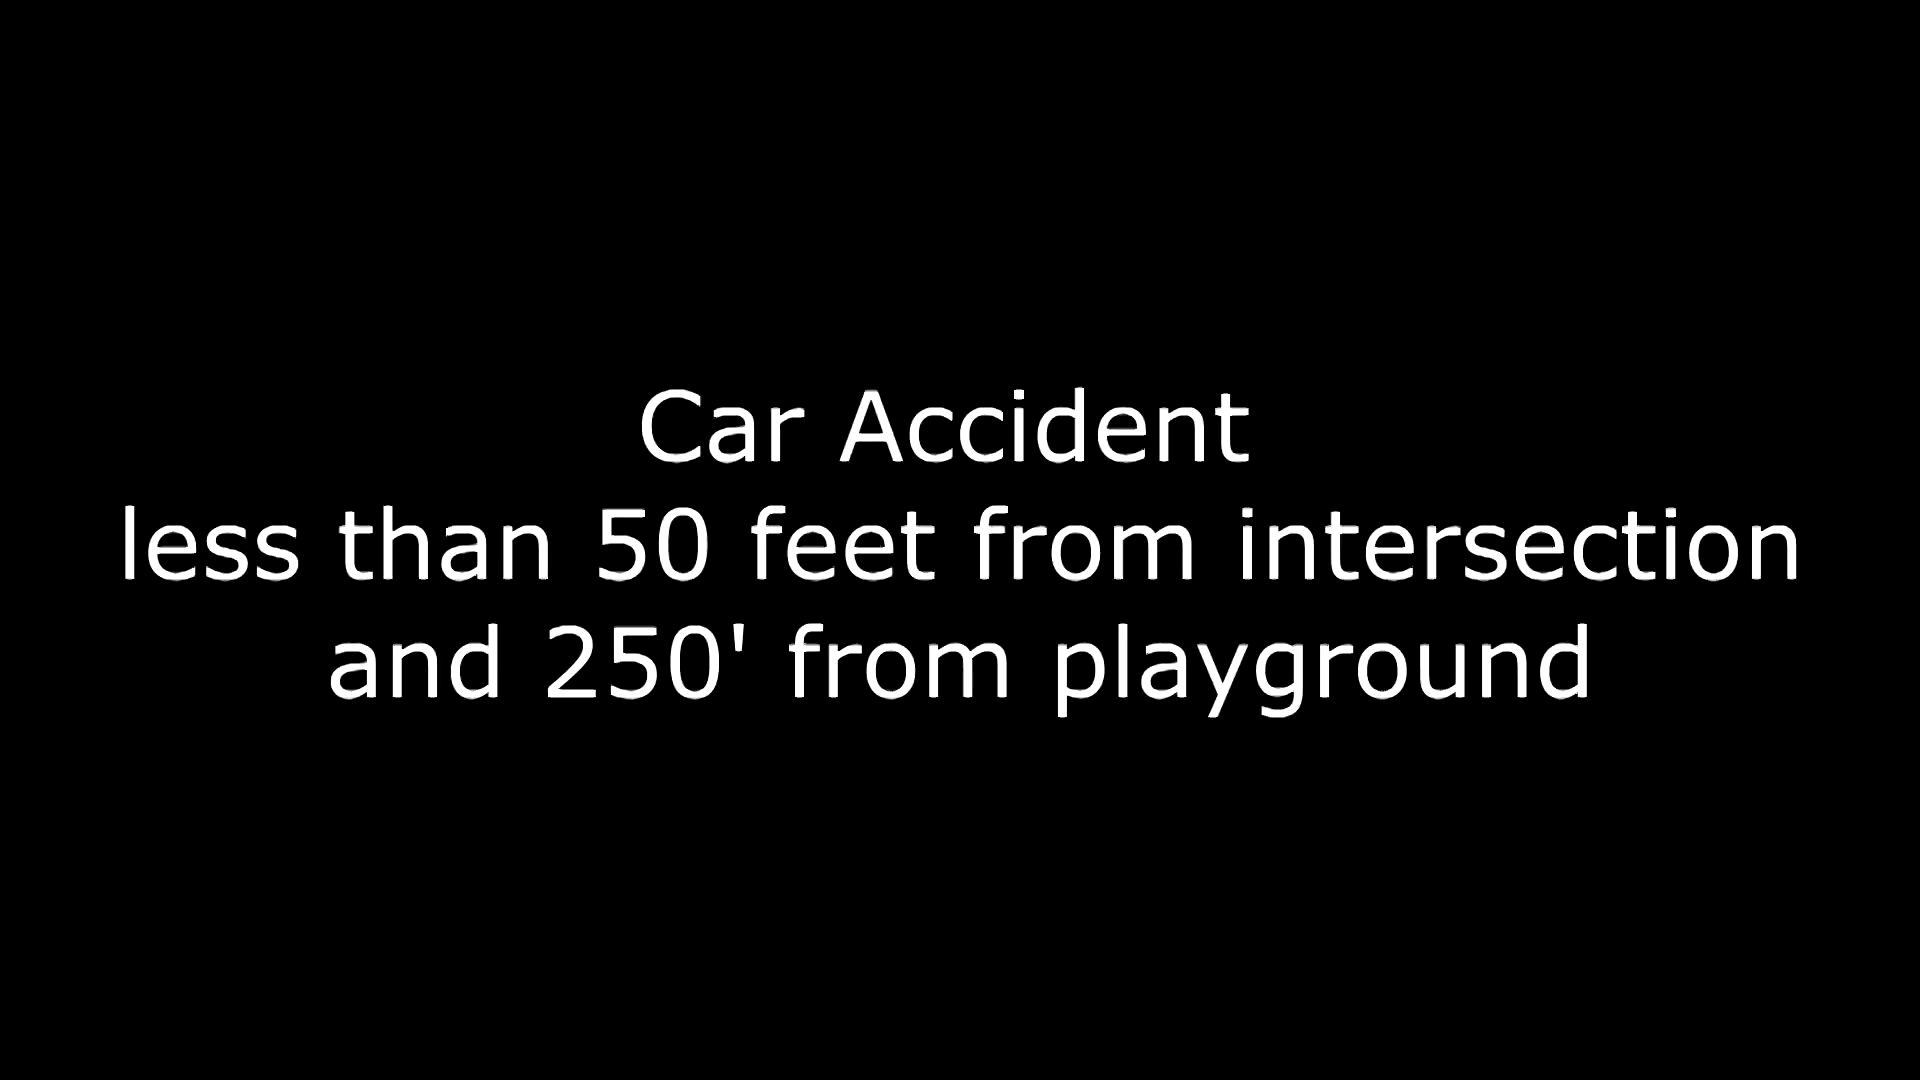 Car Accident
less than 50 feet from intersection
and 250' from playground